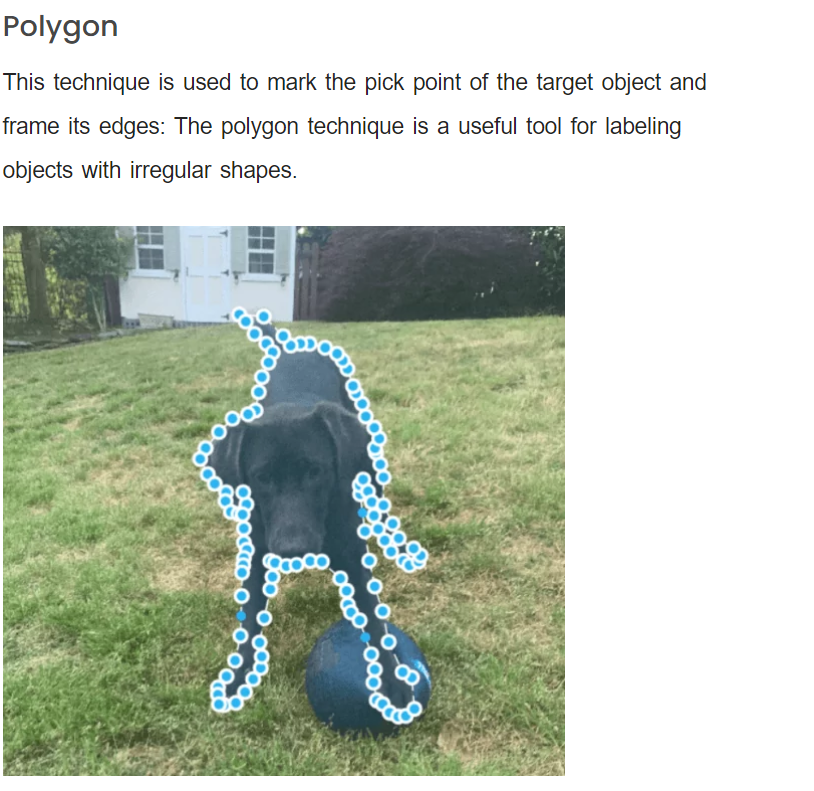 Polygon
This technique is used to mark the pick point of the target object and
frame its edges: The polygon technique is a useful tool for labeling
objects with irregular shapes.